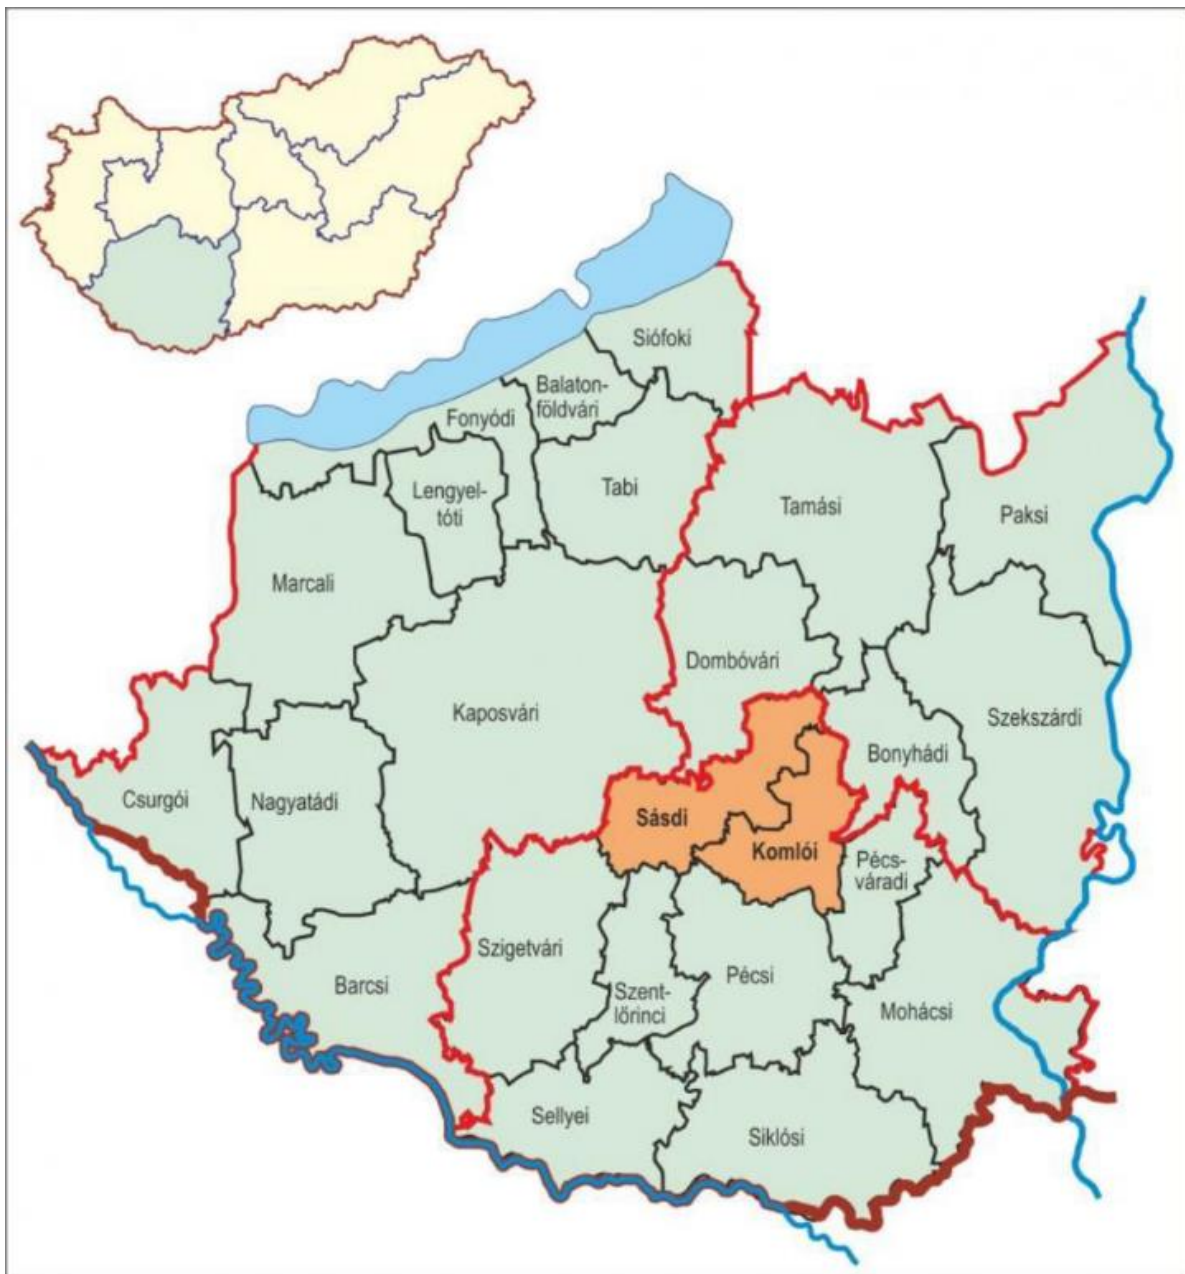 Siófoki
Balaton-
földvári
Fonyódi
Lengyel-
tóti
Tabi
Tamási
Paksi
Marcali
Dombóvári
Kaposvári
Szekszárdi
Bonyhádi
Csurgói
Nagyatádi
Sásdi
Komlói
Pécs-
váradi
Szigetvári
Barcsi
Szent-
lőrinci
Pécsi
Mohácsi
Sellyei
Siklósi